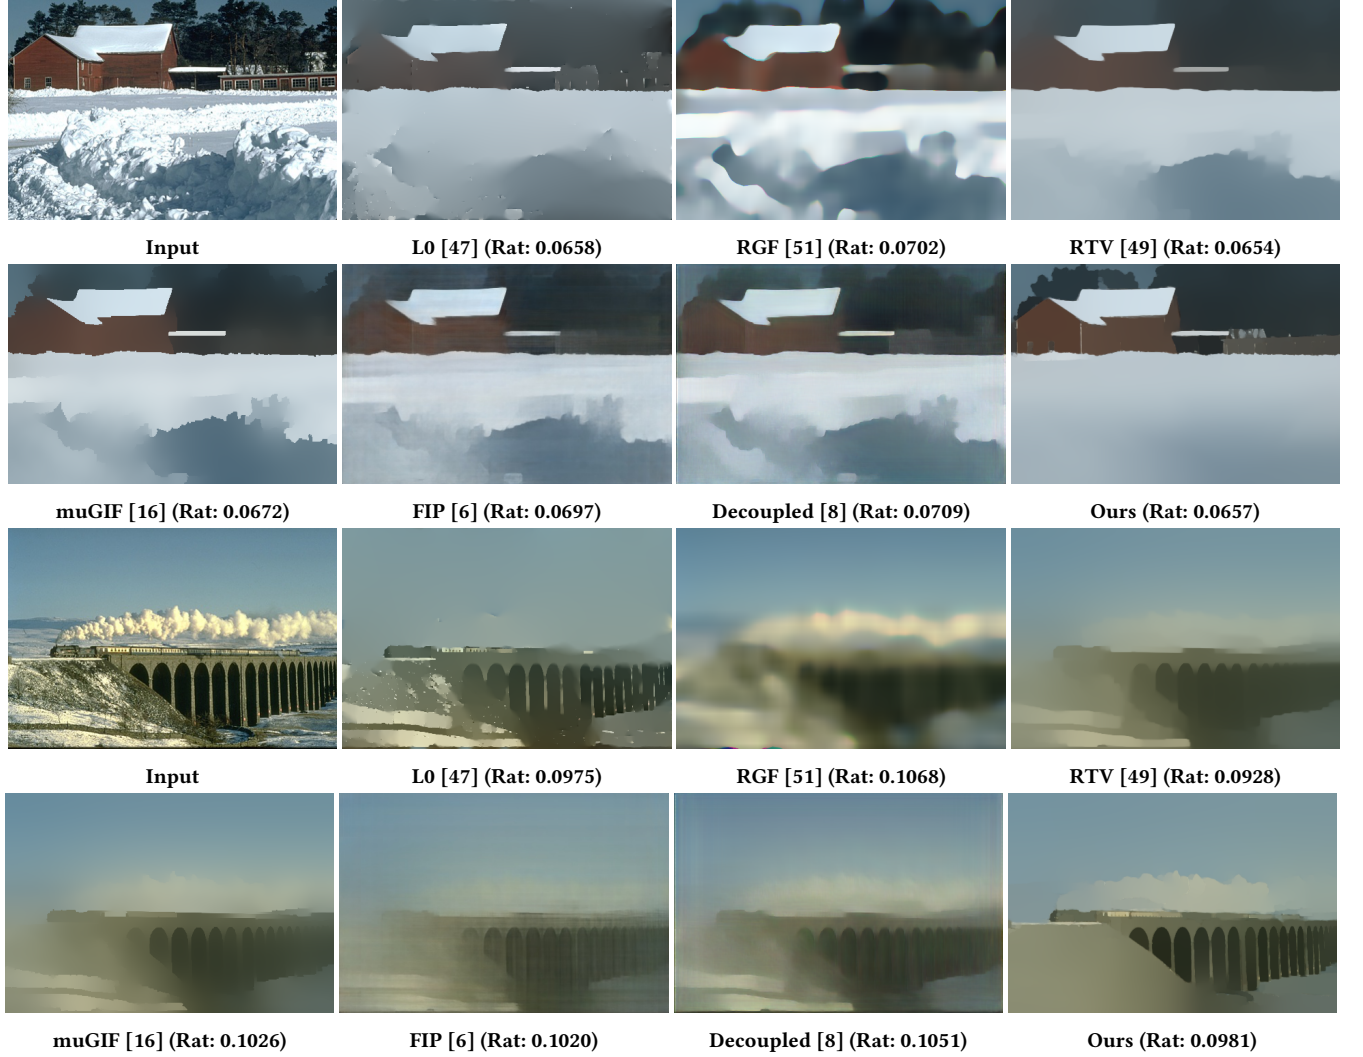 Input
L0 [47] (Rat: 0.0658)
RGF [51] (Rat: 0.0702)
RTV [49] (Rat: 0.0654)
muGIF [16] (Rat: 0.0672)
FIP [6] (Rat: 0.0697)
Decoupled [8] (Rat: 0.0709)
Ours (Rat: 0.0657)
Input
L0 [47] (Rat: 0.0975)
RGF [51] (Rat: 0.1068)
RTV [49] (Rat: 0.0928)
muGIF [16] (Rat: 0.1026)
FIP [6] (Rat: 0.1020)
Decoupled [8] (Rat: 0.1051)
Ours (Rat: 0.0981)